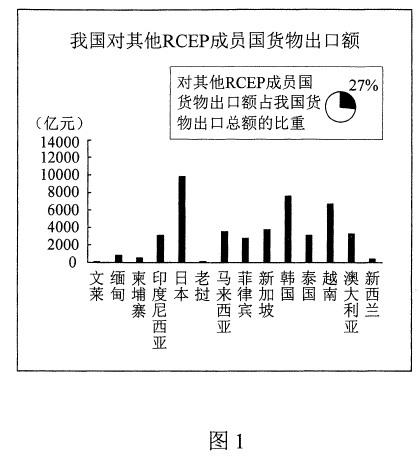 我国对其他RCEP成员国货物出口额
对其他RCEP成员国
货物出口额占我国货
物出口总额的比重
27%
（亿元）
14000
12000
10000
8000
6000
4000
2000
0
文莱
缅甸
柬埔寨
印度尼西亚
日本
老挝
马来西亚
菲律宾
新加坡
韩国
泰国
越南
澳大利亚
新西兰
图1